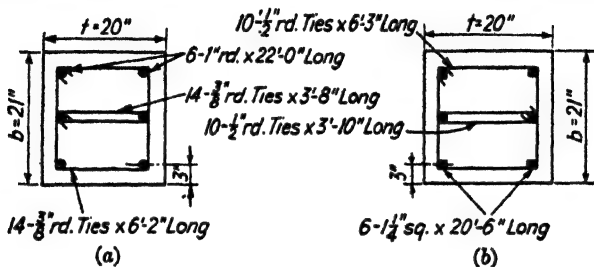 t=20"
b=21"
6-1"rd. x 22'-0"Long
14-3/8"rd. Ties x 3'-8"Long
3"
14-3/8"rd. Ties x 6'-2"Long
(a)
10-1/2"rd. Ties x 6'-3"Long
t=20"
10-1/2"rd. Ties x 3'-10"Long
b=21"
3"
6-1 1/4"sq. x 20'-6"Long
(b)